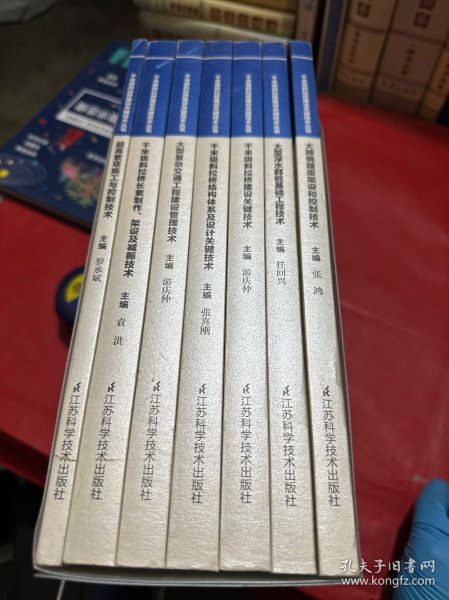 超高索塔施工与控制技术
主编 罗承斌
江苏科学技术出版社
千米级斜拉桥长索制作、架设及减振技术
主编 袁洪
江苏科学技术出版社
大型复杂交通工程建设管理技术
主编 游庆仲
江苏科学技术出版社
千米级斜拉桥结构体系及设计关键技术
主编 张喜刚
江苏科学技术出版社
千米级斜拉桥建设关键技术
主编 游庆仲
江苏科学技术出版社
大型深水群桩基础工程技术
主编 任回兴
江苏科学技术出版社
大跨钢箱梁架设和控制技术
主编 张鸿
江苏科学技术出版社
孔夫子旧书网
www.kongfz.com